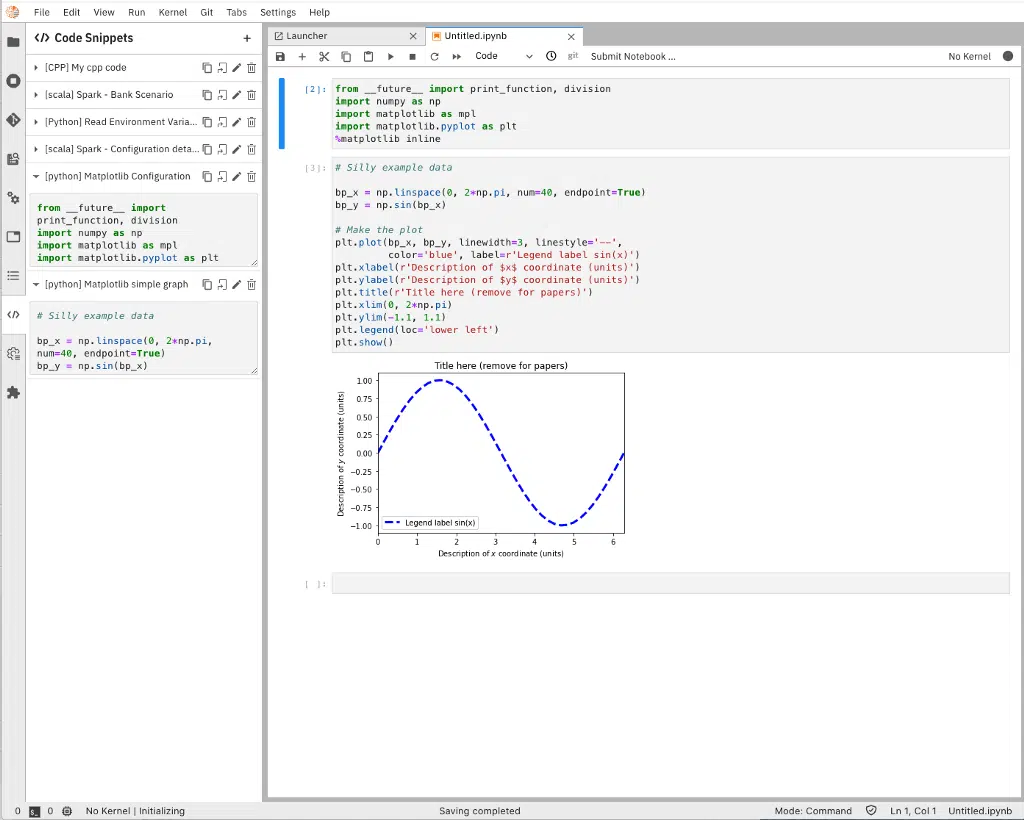 File Edit View Run Kernel Git Tabs Settings Help
</> Code Snippets +
[CPP] My cpp code
[scala] Spark - Bank Scenario
[Python] Read Environment Varia...
[scala] Spark - Configuration deta...
[python] Matplotlib Configuration
from __future__ import
print_function, division
import numpy as np
import matplotlib as mpl
import matplotlib.pyplot as plt
[python] Matplotlib simple graph
# Silly example data
bp_x = np.linspace(0, 2*np.pi,
num=40, endpoint=True)
bp_y = np.sin(bp_x)
Launcher
Untitled.ipynb
Code
git
Submit Notebook ...
No Kernel
[2]:
from __future__ import print_function, division
import numpy as np
import matplotlib as mpl
import matplotlib.pyplot as plt
%matplotlib inline
[3]:
# Silly example data
bp_x = np.linspace(0, 2*np.pi, num=40, endpoint=True)
bp_y = np.sin(bp_x)
# Make the plot
plt.plot(bp_x, bp_y, linewidth=3, linestyle='--',
color='blue', label=r'Legend label sin(x)')
plt.xlabel(r'Description of $x$ coordinate (units)')
plt.ylabel(r'Description of $y$ coordinate (units)')
plt.title(r'Title here (remove for papers)')
plt.xlim(0, 2*np.pi)
plt.ylim(-1.1, 1.1)
plt.legend(loc='lower left')
plt.show()
Title here (remove for papers)
Description of y coordinate (units)
1.00
0.75
0.50
0.25
0.00
−0.25
−0.50
−0.75
−1.00
Legend label sin(x)
0 1 2 3 4 5 6
Description of x coordinate (units)
[ ]:
0 0 No Kernel | Initializing
Saving completed
Mode: Command
Ln 1, Col 1
Untitled.ipynb